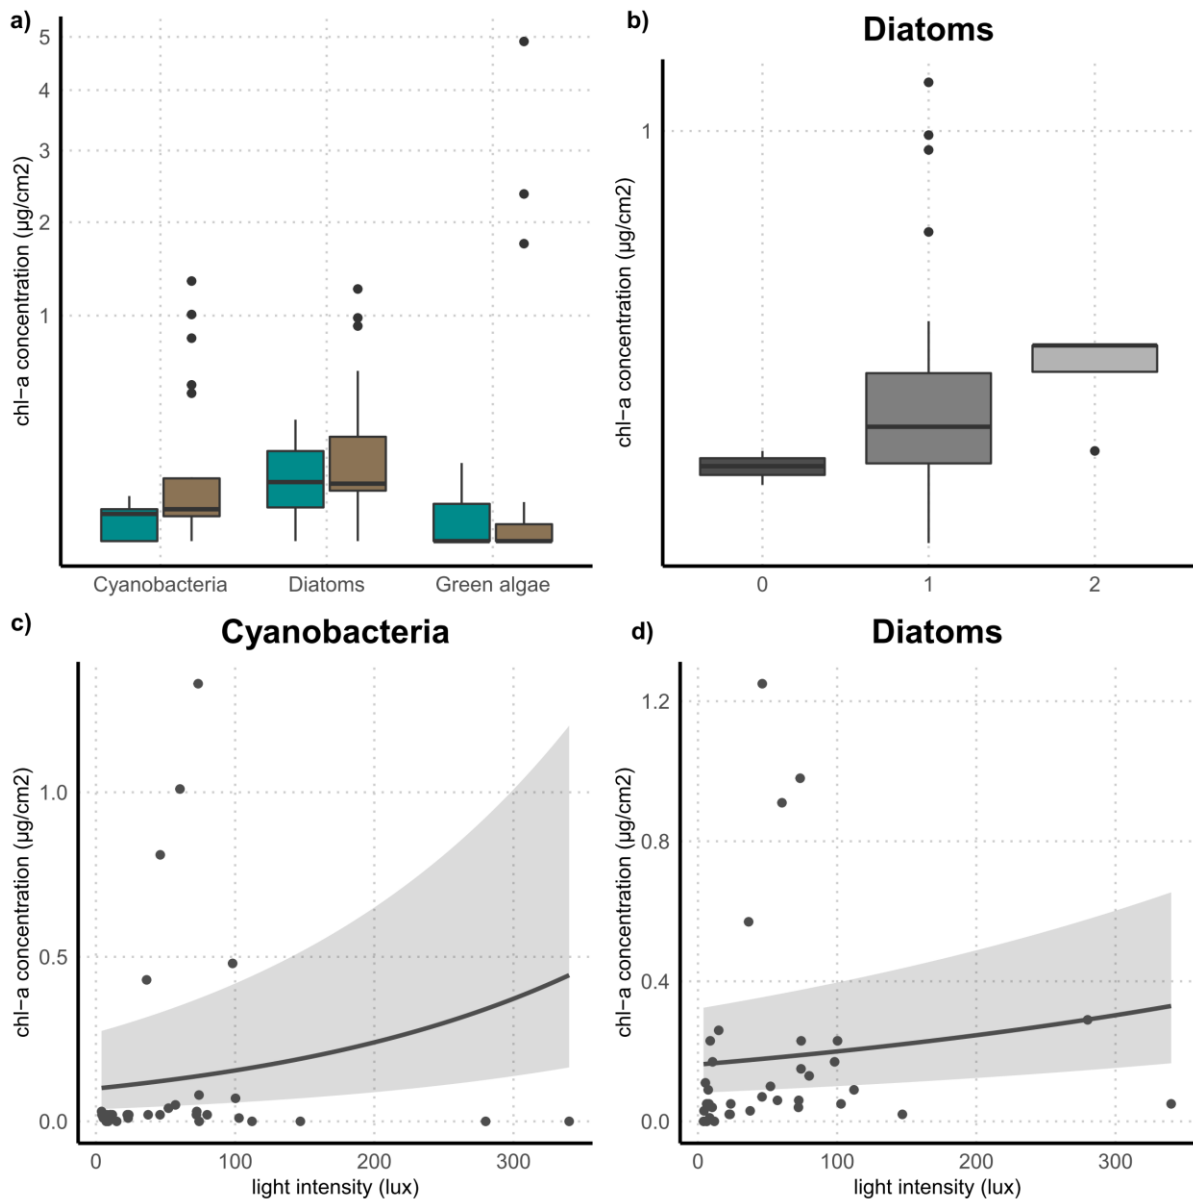 a)
5
4
3
2
1
chl−a concentration (μg/cm2)
Cyanobacteria Diatoms Green algae
b)
Diatoms
1
chl−a concentration (μg/cm2)
0 1 2
c)
Cyanobacteria
1.0
0.5
0.0
chl−a concentration (μg/cm2)
0 100 200 300
light intensity (lux)
d)
Diatoms
1.2
0.8
0.4
0.0
chl−a concentration (μg/cm2)
0 100 200 300
light intensity (lux)